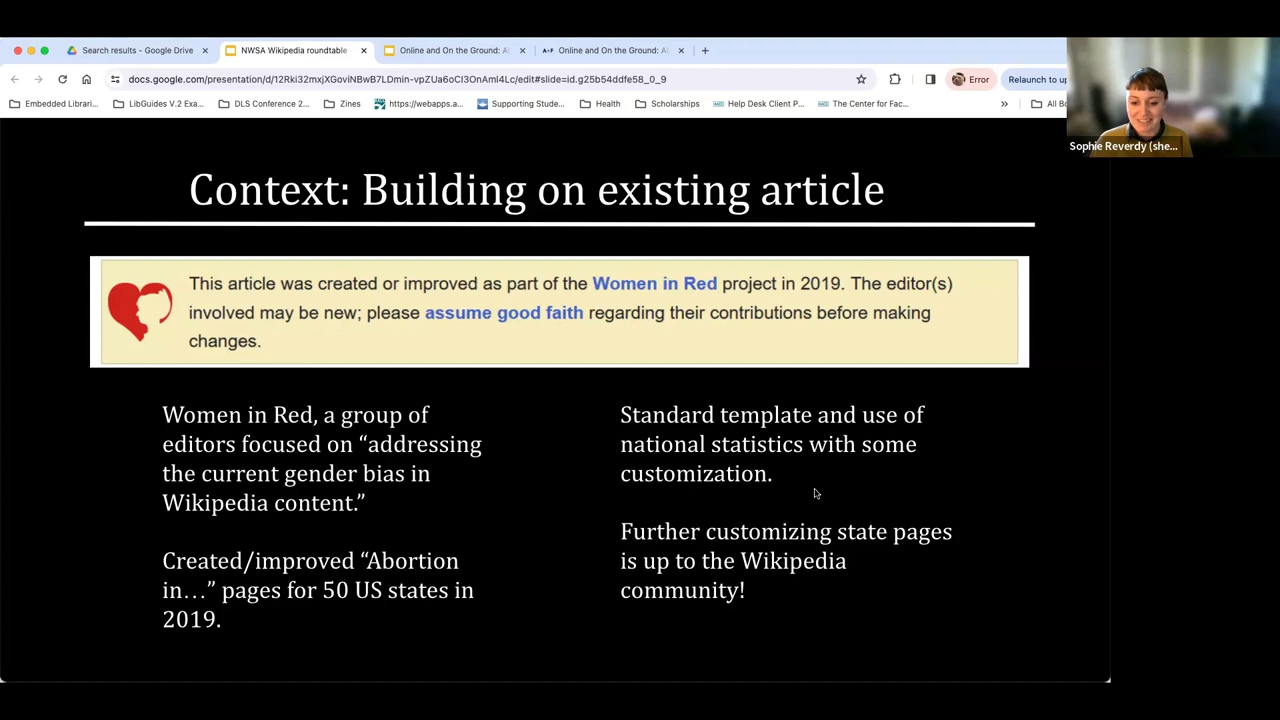 Search results - Google Drive
NWSA Wikipedia roundtable
Online and On the Ground: A
Online and On the Ground: A
docs.google.com/presentation/d/12Rki32mxjXGoviNBwB7LDmin-vpZUa6oCI3OnAml4Lc/edit#slide=id.g25b54ddfe58_0_9
Error
Relaunch to up
Embedded Librari...
LibGuides V.2 Exa...
DLS Conference 2...
Zines
https://webapps.a...
Supporting Stude...
Health
Scholarships
Help Desk Client P...
The Center for Fac...
All Bo
Sophie Reverdy (she...
Context: Building on existing article
This article was created or improved as part of the Women in Red project in 2019. The editor(s)
involved may be new; please assume good faith regarding their contributions before making
changes.
Women in Red, a group of
editors focused on “addressing
the current gender bias in
Wikipedia content.”
Created/improved “Abortion
in…” pages for 50 US states in
2019.
Standard template and use of
national statistics with some
customization.
Further customizing state pages
is up to the Wikipedia
community!